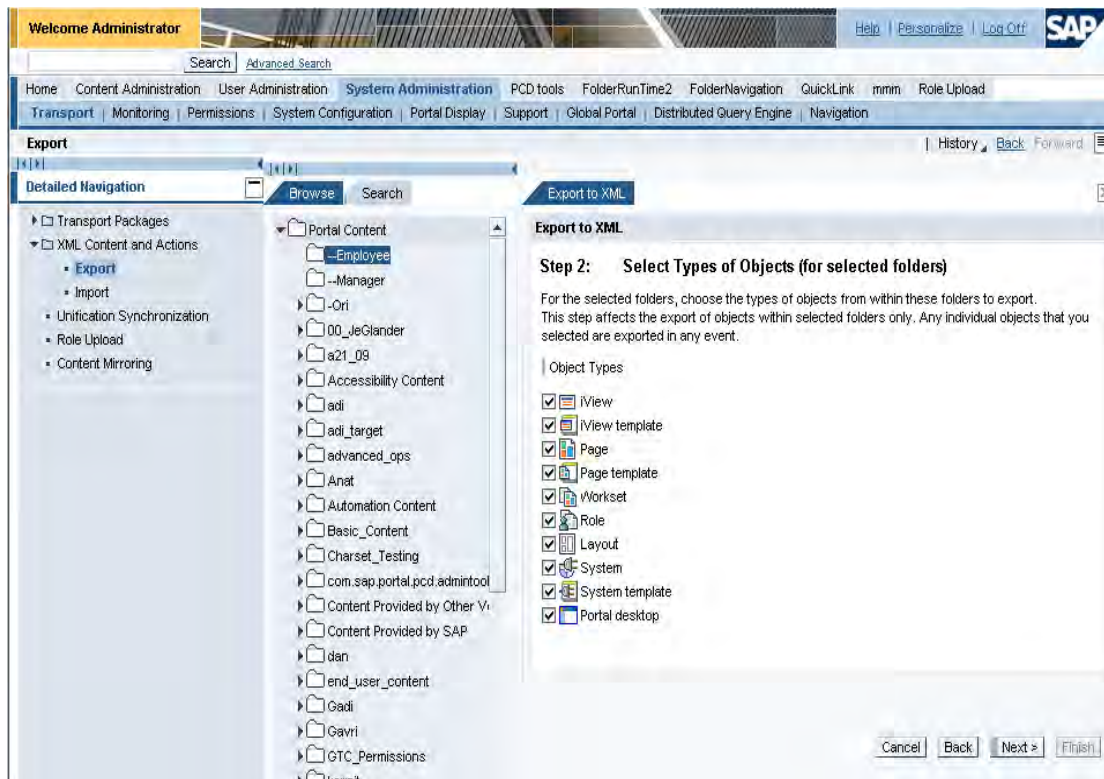 Welcome Administrator
Help | Personalize | Log Off
SAP
Search Advanced Search
Home Content Administration User Administration System Administration PCD tools FolderRunTime2 FolderNavigation QuickLink mmm Role Upload
Transport | Monitoring | Permissions | System Configuration | Portal Display | Support | Global Portal | Distributed Query Engine | Navigation
Export
| History Back Forward
Detailed Navigation
Transport Packages
XML Content and Actions
Export
Import
Unification Synchronization
Role Upload
Content Mirroring
Browse Search
Portal Content
--Employee
--Manager
-Ori
00_JeGlander
a21_09
Accessibility Content
adi
adi_target
advanced_ops
Anat
Automation Content
Basic_Content
Charset_Testing
com.sap.portal.pcd.admintool
Content Provided by Other
Content Provided by SAP
dan
end_user_content
Gadi
Gavri
GTC_Permissions
Export to XML
Export to XML
Step 2: Select Types of Objects (for selected folders)
For the selected folders, choose the types of objects from within these folders to export.
This step affects the export of objects within selected folders only. Any individual objects that you
selected are exported in any event.
Object Types
iView
iView template
Page
Page template
Workset
Role
Layout
System
System template
Portal desktop
Cancel Back Next > Finish